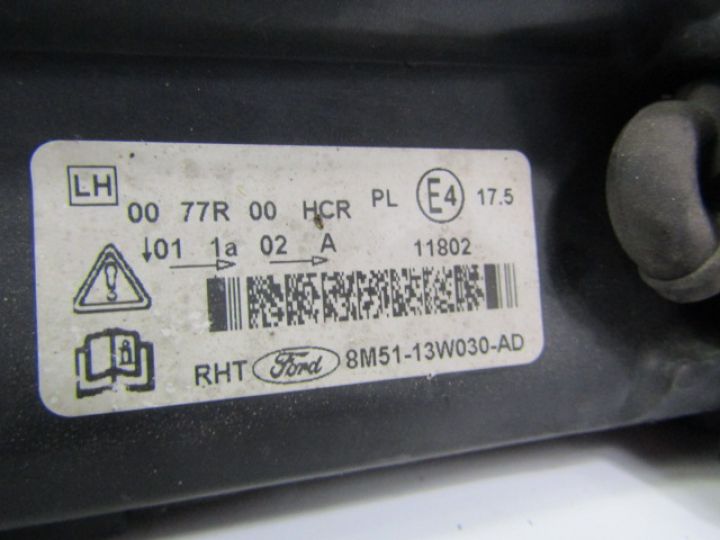 LH
00 77R 00 HCR PL E4 17.5
↓01 1a 02 A 11802
RHT Ford 8M51-13W030-AD